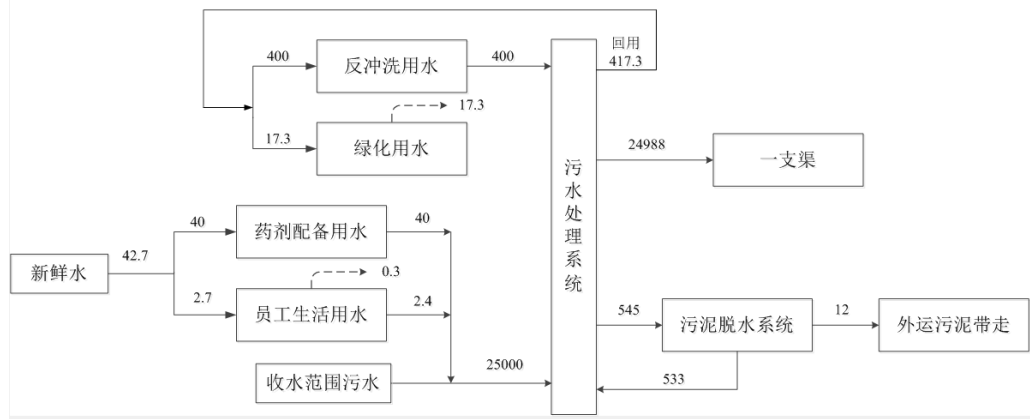 回用
417.3
400
反冲洗用水
400
17.3
17.3
绿化用水
24988
一支渠
污水处理系统
40
药剂配备用水
40
新鲜水
42.7
0.3
2.7
员工生活用水
2.4
545
污泥脱水系统
12
外运污泥带走
533
收水范围污水
25000